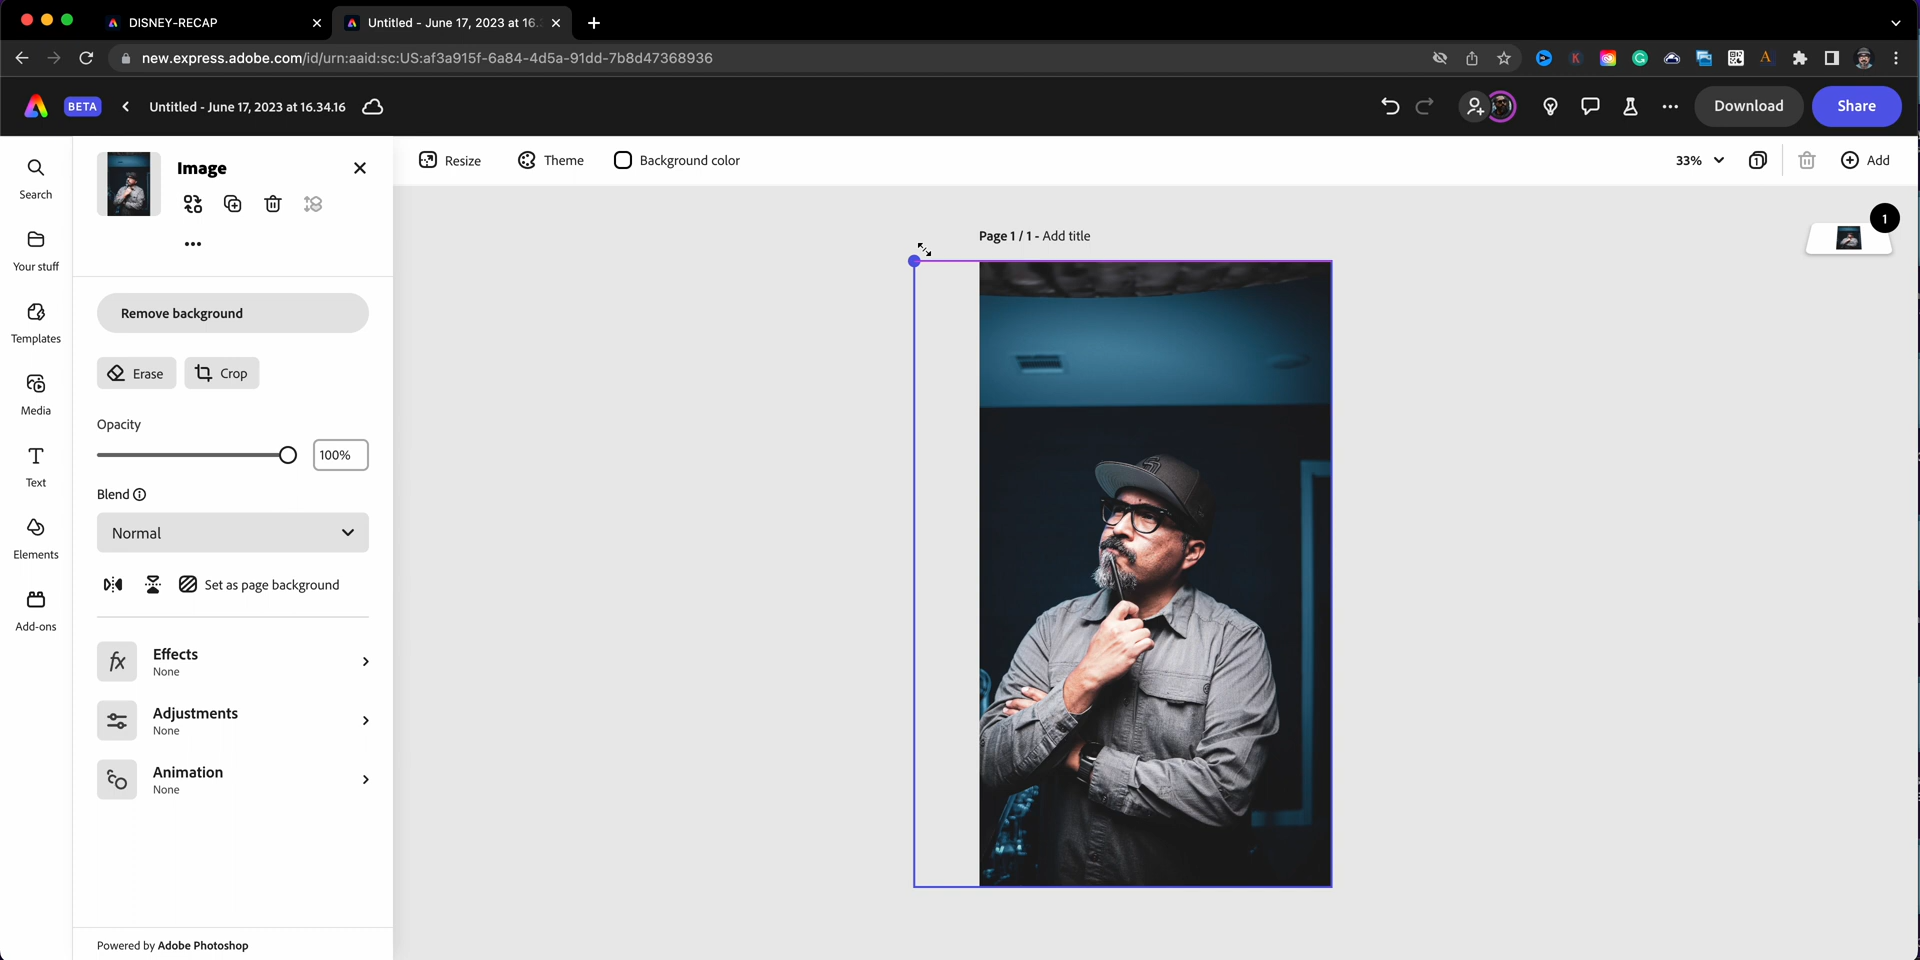 DISNEY-RECAP
Untitled - June 17, 2023 at 16.
new.express.adobe.com/id/urn:aaid:sc:US:af3a915f-6a84-4d5a-91dd-7b8d47368936
BETA
Untitled - June 17, 2023 at 16.34.16
Download
Share
Search
Your stuff
Templates
Media
Text
Elements
Add-ons
Image
Remove background
Erase
Crop
Opacity
100%
Blend
Normal
Set as page background
Effects
None
Adjustments
None
Animation
None
Powered by Adobe Photoshop
Resize
Theme
Background color
33%
1
Add
Page 1 / 1 - Add title
1